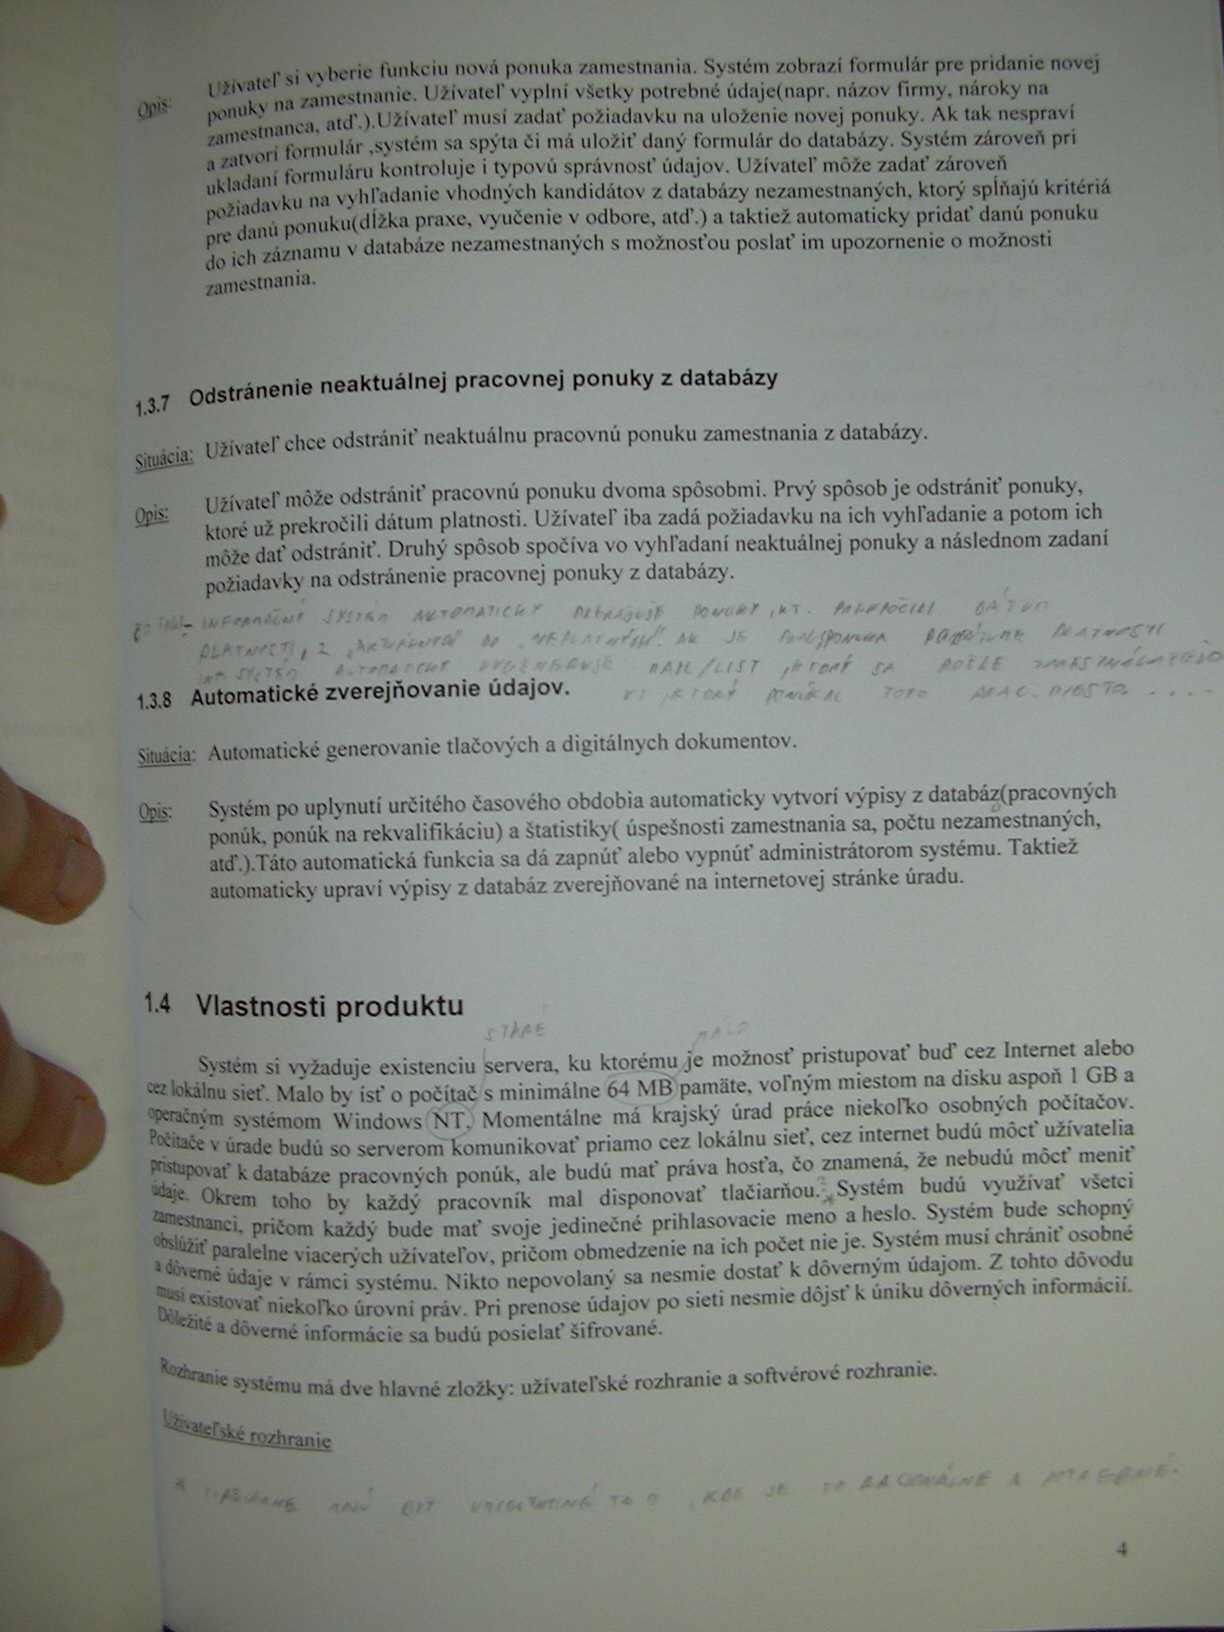 Opis: Užívateľ si vyberie funkciu nová ponuka zamestnania. Systém zobrazí formulár pre pridanie novej
ponuky na zamestnanie. Užívateľ vyplní všetky potrebné údaje(napr. názov firmy, nároky na
zamestnanca, atď.).Užívateľ musí zadať požiadavku na uloženie novej ponuky. Ak tak nespraví
a zatvorí formulár ,systém sa spýta či má uložiť daný formulár do databázy. Systém zároveň pri
ukladaní formuláru kontroluje i typovú správnosť údajov. Užívateľ môže zadať zároveň
požiadavku na vyhľadanie vhodných kandidátov z databázy nezamestnaných, ktorý spĺňajú kritériá
pre danú ponuku(dĺžka praxe, vyučenie v odbore, atď.) a taktiež automaticky pridať danú ponuku
do ich záznamu v databáze nezamestnaných s možnosťou poslať im upozornenie o možnosti
zamestnania.
1.3.7 Odstránenie neaktuálnej pracovnej ponuky z databázy
Situácia: Užívateľ chce odstrániť neaktuálnu pracovnú ponuku zamestnania z databázy.
Opis: Užívateľ môže odstrániť pracovnú ponuku dvoma spôsobmi. Prvý spôsob je odstrániť ponuky,
ktoré už prekročili dátum platnosti. Užívateľ iba zadá požiadavku na ich vyhľadanie a potom ich
môže dať odstrániť. Druhý spôsob spočíva vo vyhľadaní neaktuálnej ponuky a následnom zadaní
požiadavky na odstránenie pracovnej ponuky z databázy.
INFORMAČNÝ SYSTÉM AUTOMATICKY PONUKY, KT. PREKROČILI DÁTUM
PLATNOSTI, Z DO "NEPLATNÝCH". AK JE PONUKA PLATNOSTI
SYSTÉM AUTOMATICKY VYGENERUJE MAIL/LIST, KTORÝ SA POŠLE ZAMESTNÁVATEĽO
VI, KTORÝ PONÚKAL TOTO PRAC. MIESTO. . . . .
1.3.8 Automatické zverejňovanie údajov.
Situácia: Automatické generovanie tlačových a digitálnych dokumentov.
Opis: Systém po uplynutí určitého časového obdobia automaticky vytvorí výpisy z databáz(pracovných
ponúk, ponúk na rekvalifikáciu) a štatistiky( úspešnosti zamestnania sa, počtu nezamestnaných,
atď.).Táto automatická funkcia sa dá zapnúť alebo vypnúť administrátorom systému. Taktiež
automaticky upraví výpisy z databáz zverejňované na internetovej stránke úradu.
1.4 Vlastnosti produktu
STARÉ MÁLO
Systém si vyžaduje existenciu servera, ku ktorému je možnosť pristupovať buď cez Internet alebo
cez lokálnu sieť. Malo by ísť o počítač s minimálne 64 MB pamäte, voľným miestom na disku aspoň 1 GB a
operačným systémom Windows NT. Momentálne má krajský úrad práce niekoľko osobných počítačov.
Počítače v úrade budú so serverom komunikovať priamo cez lokálnu sieť, cez internet budú môcť užívatelia
pristupovať k databáze pracovných ponúk, ale budú mať práva hosťa, čo znamená, že nebudú môcť meniť
údaje. Okrem toho by každý pracovník mal disponovať tlačiarňou. * Systém budú využívať všetci
zamestnanci, pričom každý bude mať svoje jedinečné prihlasovacie meno a heslo. Systém bude schopný
obslúžiť paralelne viacerých užívateľov, pričom obmedzenie na ich počet nie je. Systém musí chrániť osobné
a dôverné údaje v rámci systému. Nikto nepovolaný sa nesmie dostať k dôverným údajom. Z tohto dôvodu
musí existovať niekoľko úrovní práv. Pri prenose údajov po sieti nesmie dôjsť k úniku dôverných informácií.
Dôležité a dôverné informácie sa budú posielať šifrované.
Rozhranie systému má dve hlavné zložky: užívateľské rozhranie a softvérové rozhranie.
Užívateľské rozhranie
* TLAČIARNE MAJÚ BYŤ UMIESTNENÉ TAM, KDE JE TO RACIONÁLNE A POTREBNÉ.
4